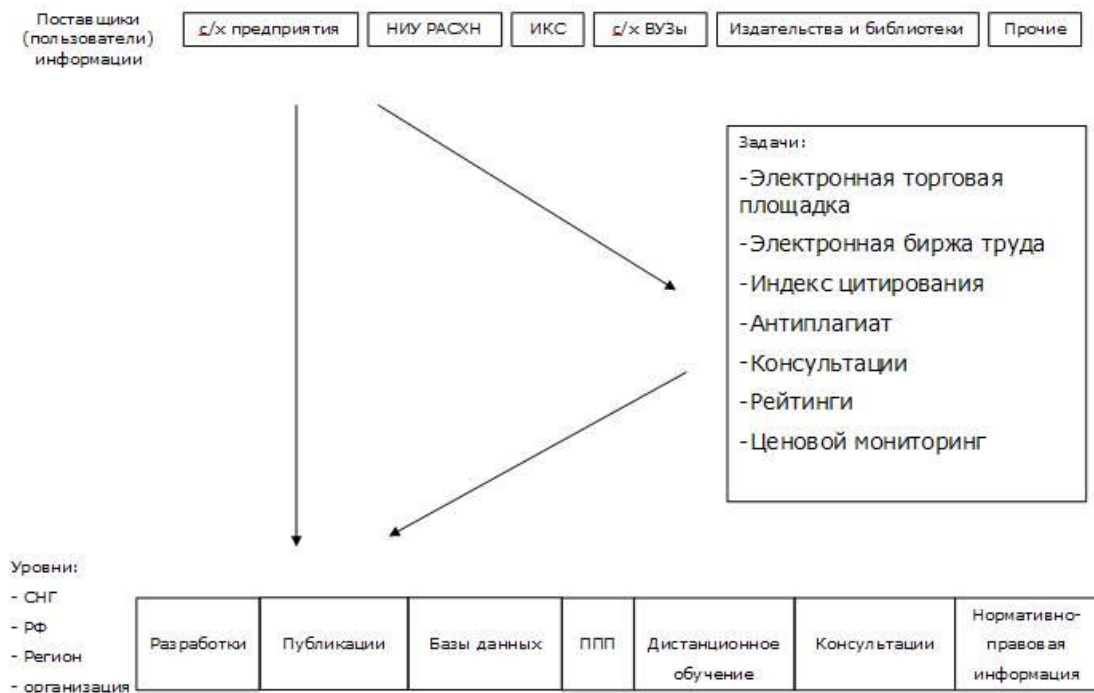 Поставщики
(пользователи)
информации
с/х предприятия
НИУ РАСХН
ИКС
с/х ВУЗы
Издательства и библиотеки
Прочие
Задачи:
-Электронная торговая
площадка
-Электронная биржа труда
-Индекс цитирования
-Антиплагиат
-Консультации
-Рейтинги
-Ценовой мониторинг
Уровни:
- СНГ
- РФ
- Регион
- организация
Разработки
Публикации
Базы данных
ППП
Дистанционное
обучение
Консультации
Нормативно-
правовая
информация